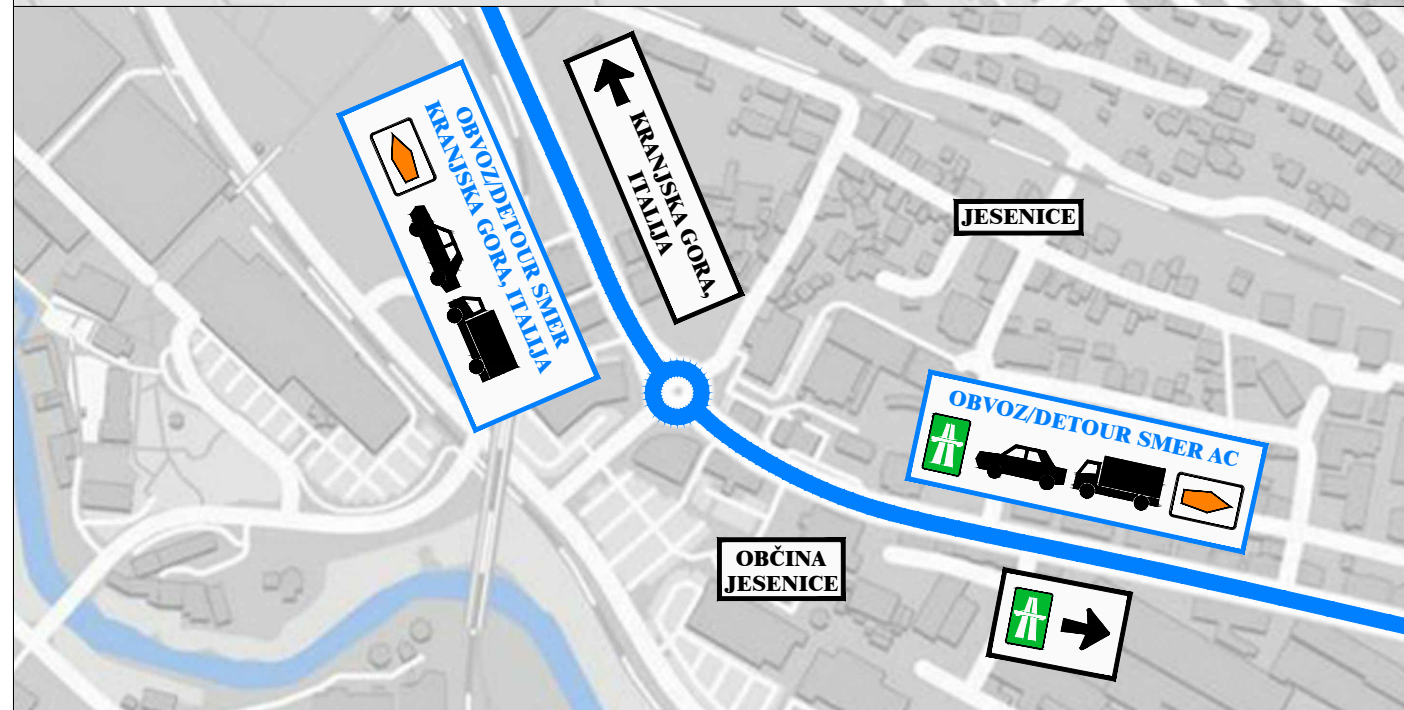 OBVOZ/DETOUR SMER
KRANJSKA GORA, ITALIJA
KRANJSKA GORA,
ITALIJA
JESENICE
OBVOZ/DETOUR SMER AC
OBČINA
JESENICE